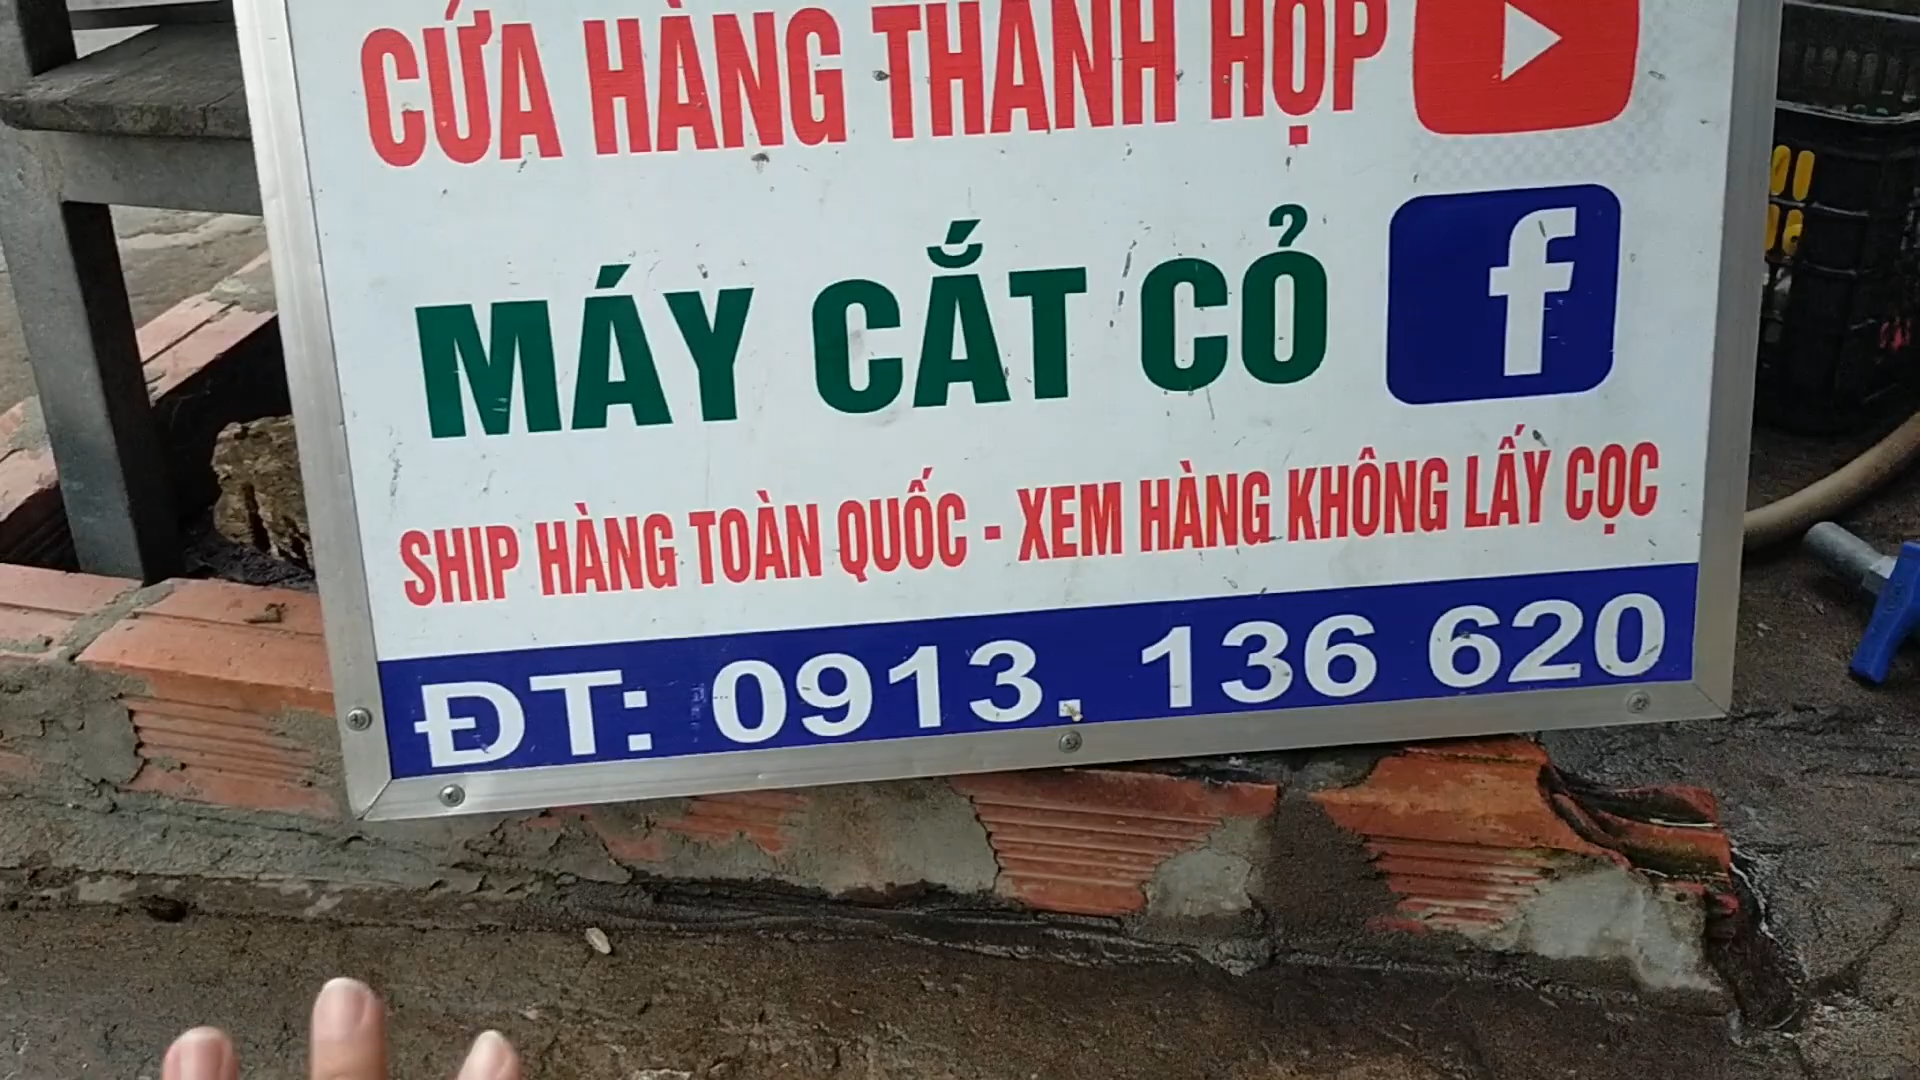 CỨA HÀNG THANH HỢP
MÁY CẮT CỎ
f
SHIP HÀNG TOÀN QUỐC - XEM HÀNG KHÔNG LẤY CỌC
ĐT: 0913. 136 620